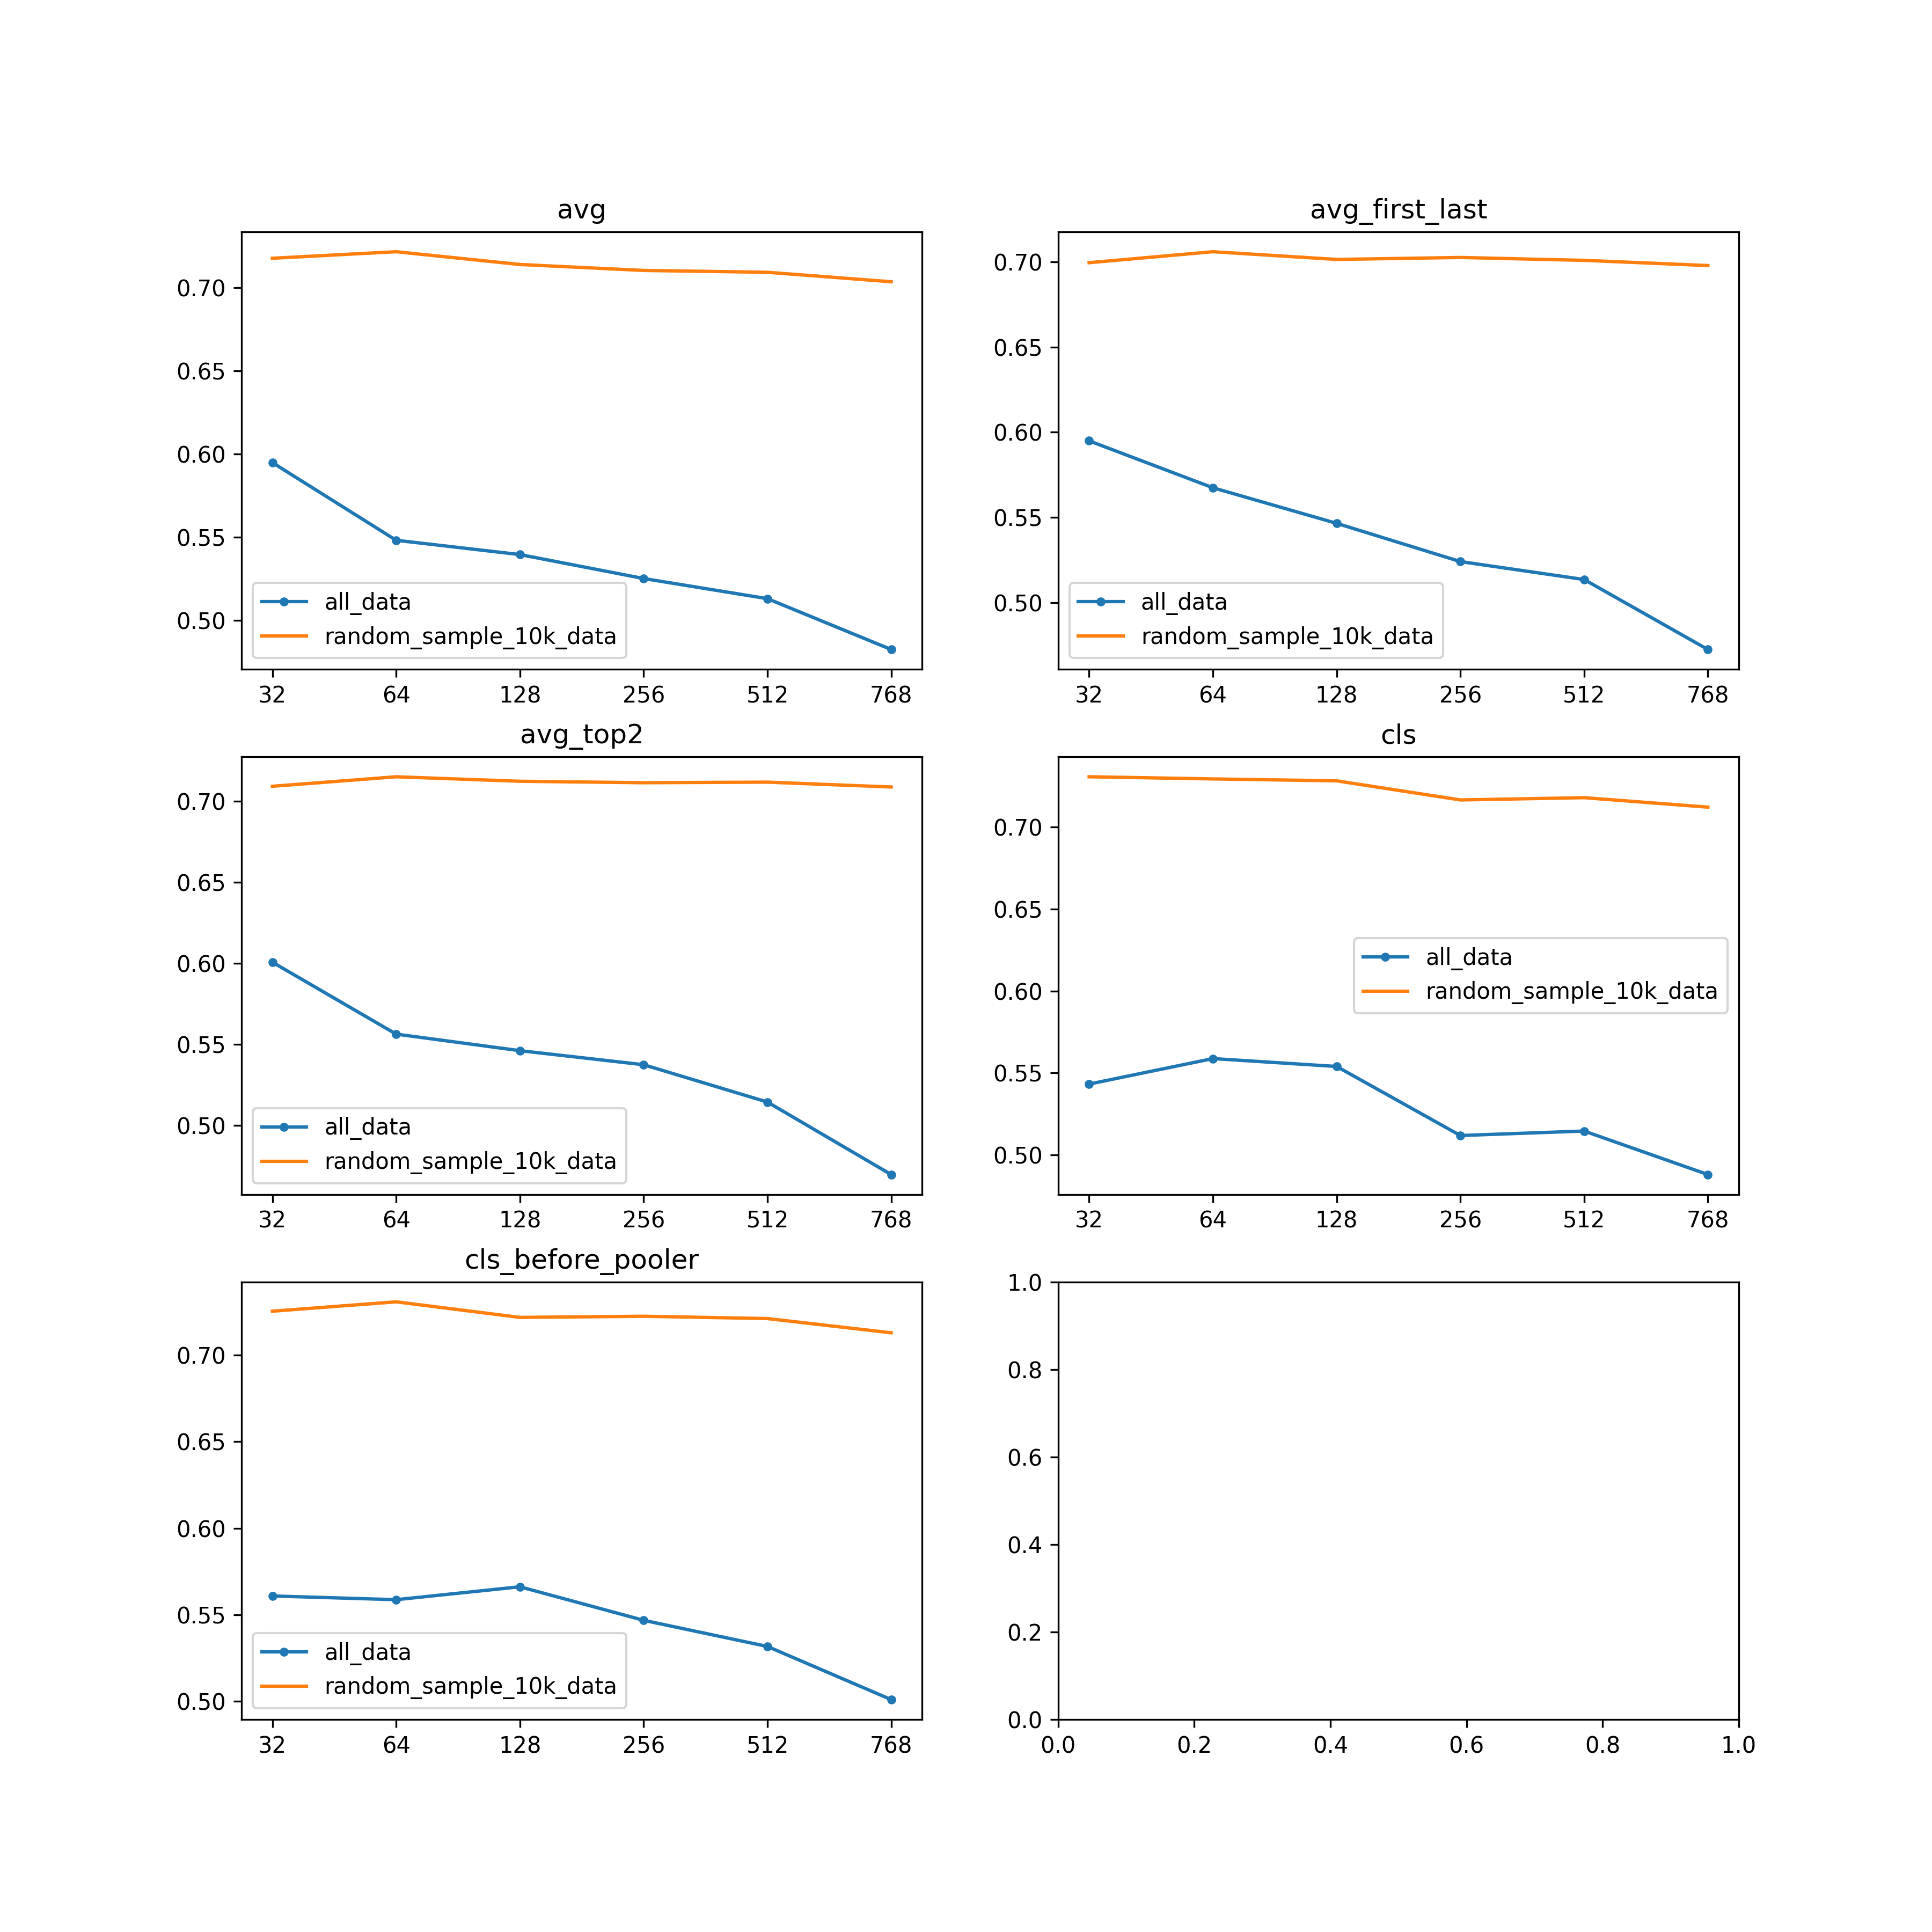 avg
0.70
0.65
0.60
0.55
0.50
all_data
random_sample_10k_data
32 64 128 256 512 768
avg_first_last
0.70
0.65
0.60
0.55
0.50
all_data
random_sample_10k_data
32 64 128 256 512 768
avg_top2
0.70
0.65
0.60
0.55
0.50
all_data
random_sample_10k_data
32 64 128 256 512 768
cls
0.70
0.65
0.60
0.55
0.50
all_data
random_sample_10k_data
32 64 128 256 512 768
cls_before_pooler
0.70
0.65
0.60
0.55
0.50
all_data
random_sample_10k_data
32 64 128 256 512 768
1.0
0.8
0.6
0.4
0.2
0.0
0.0 0.2 0.4 0.6 0.8 1.0